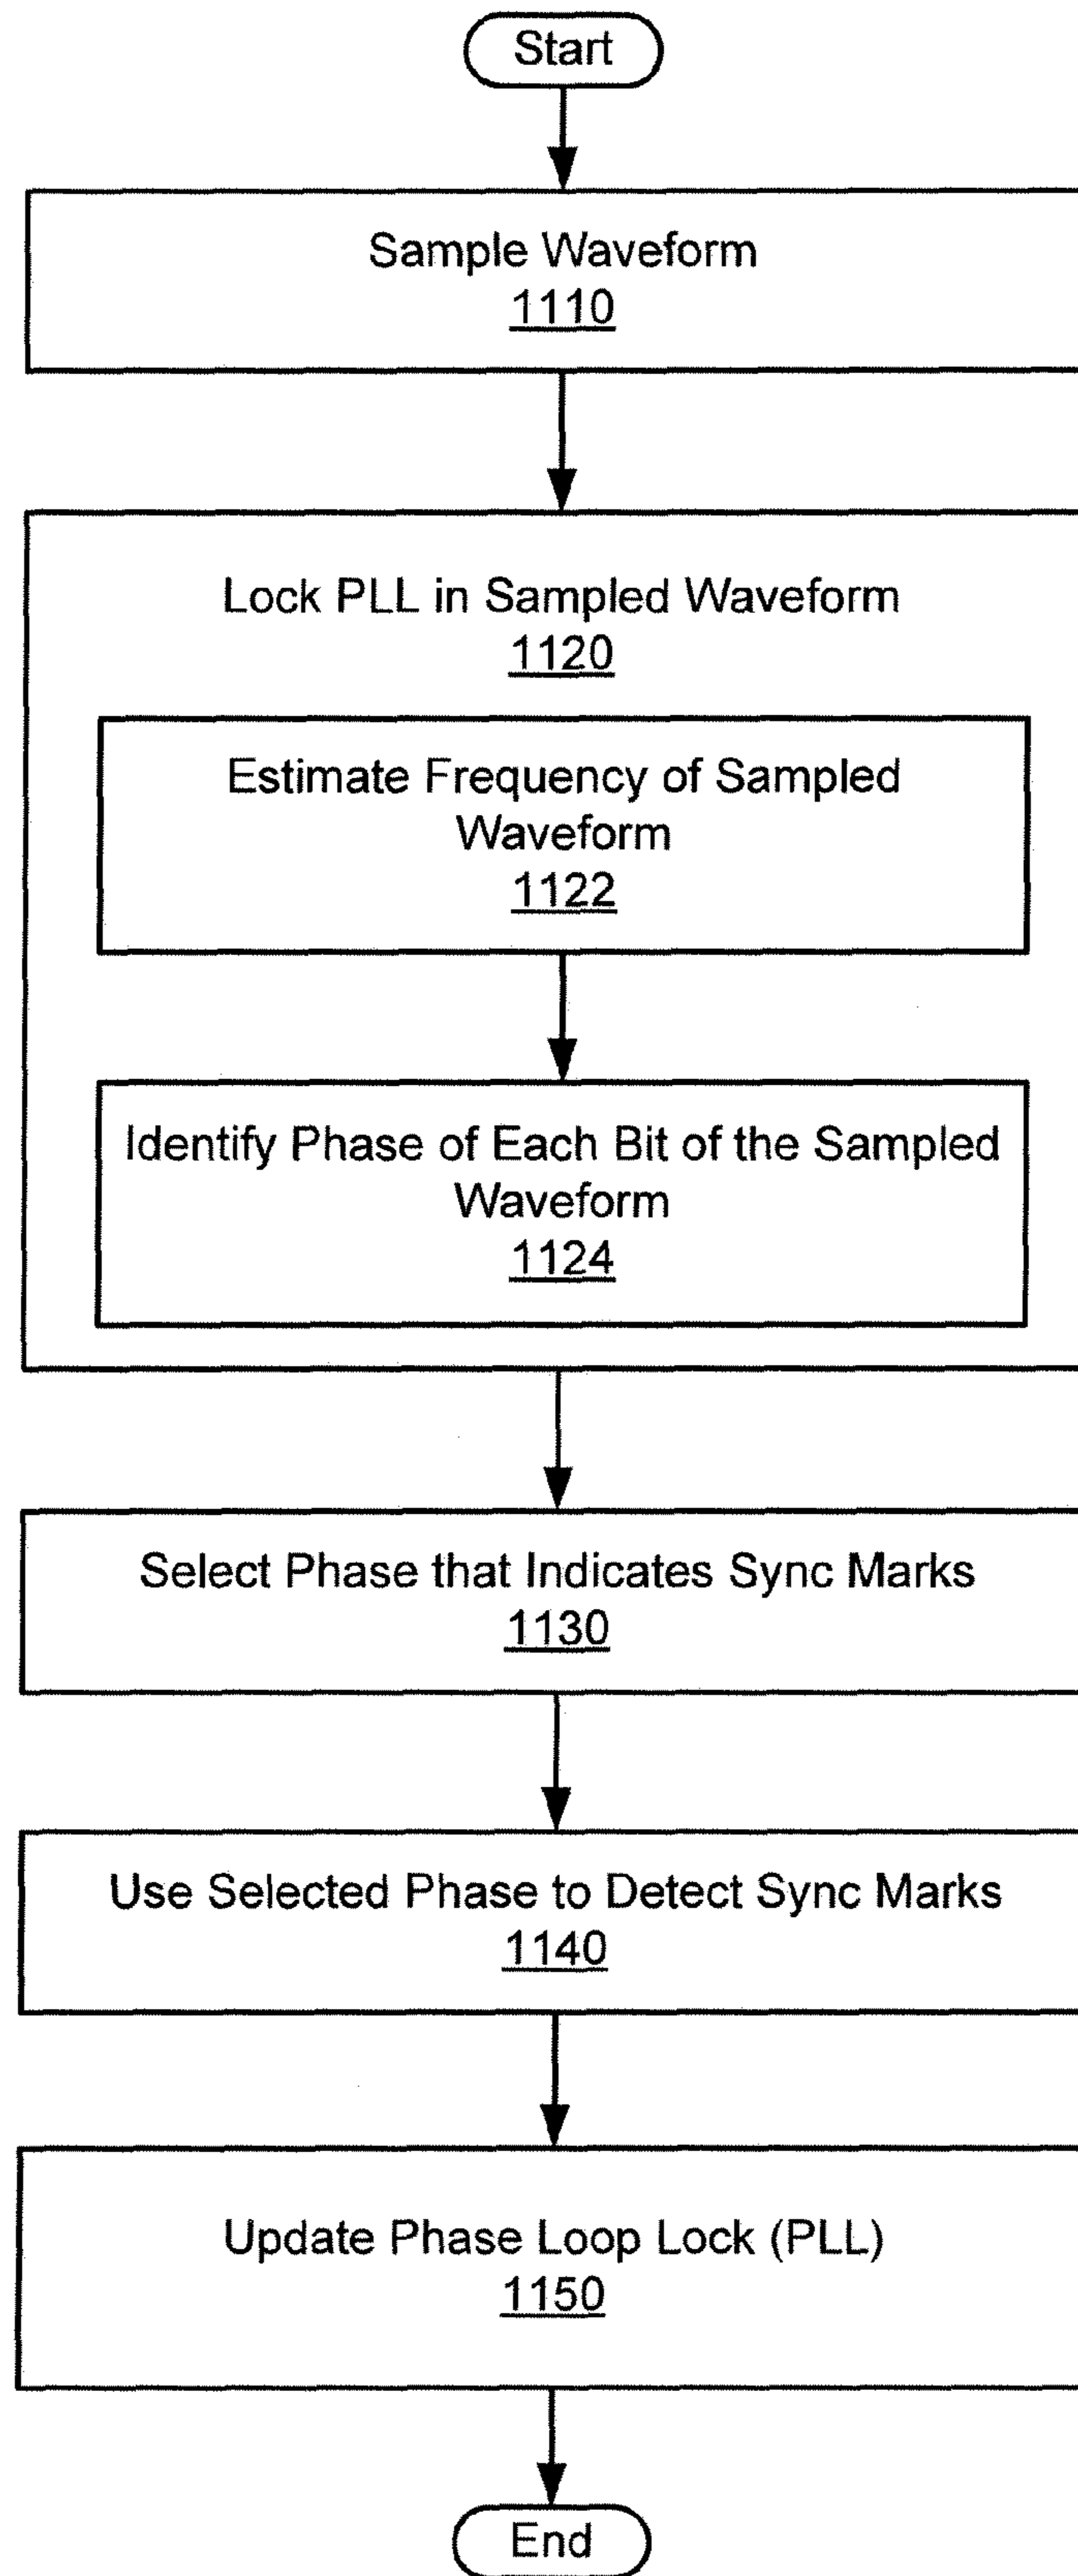 Start
Sample Waveform
1110
Lock PLL in Sampled Waveform
1120
Estimate Frequency of Sampled
Waveform
1122
Identify Phase of Each Bit of the Sampled
Waveform
1124
Select Phase that Indicates Sync Marks
1130
Use Selected Phase to Detect Sync Marks
1140
Update Phase Loop Lock (PLL)
1150
End